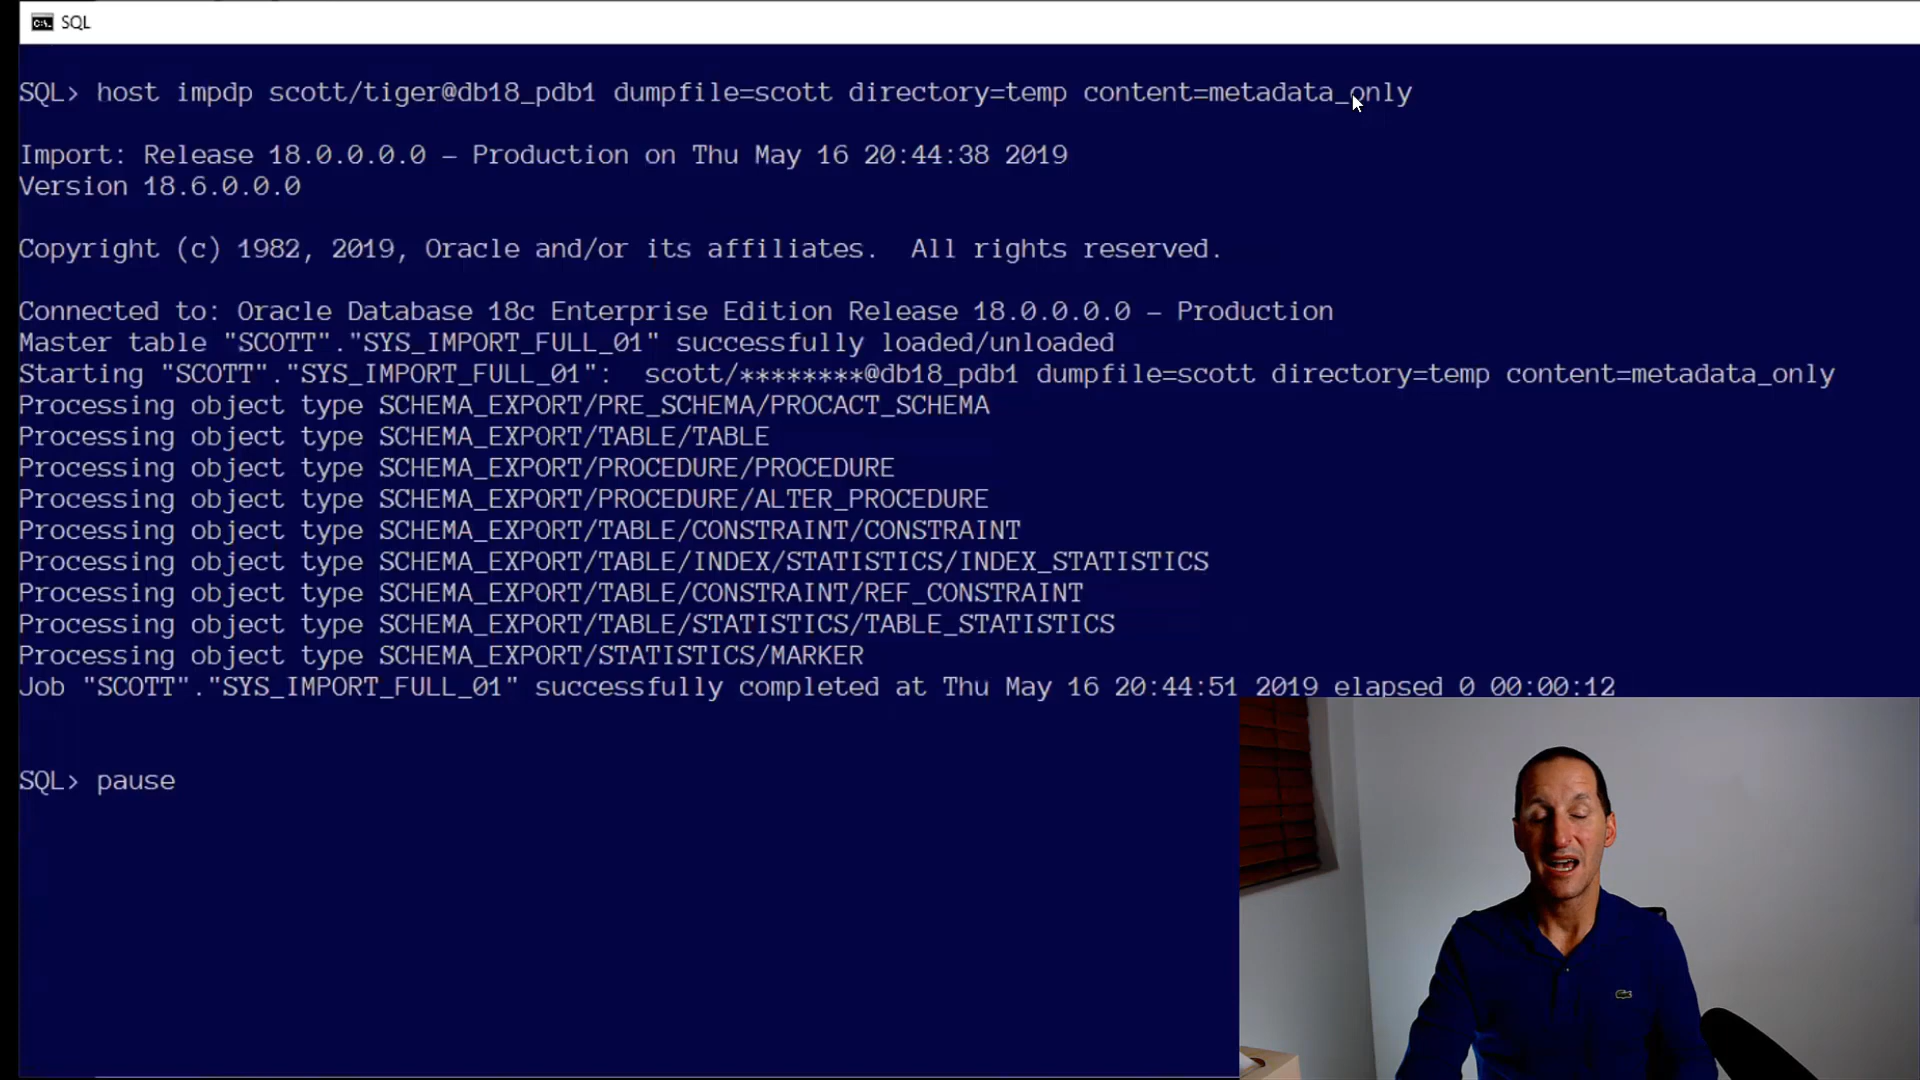 SQL
SQL> host impdp scott/tiger@db18_pdb1 dumpfile=scott directory=temp content=metadata_only
Import: Release 18.0.0.0.0 - Production on Thu May 16 20:44:38 2019
Version 18.6.0.0.0
Copyright (c) 1982, 2019, Oracle and/or its affiliates.  All rights reserved.
Connected to: Oracle Database 18c Enterprise Edition Release 18.0.0.0.0 - Production
Master table "SCOTT"."SYS_IMPORT_FULL_01" successfully loaded/unloaded
Starting "SCOTT"."SYS_IMPORT_FULL_01":  scott/********@db18_pdb1 dumpfile=scott directory=temp content=metadata_only
Processing object type SCHEMA_EXPORT/PRE_SCHEMA/PROCACT_SCHEMA
Processing object type SCHEMA_EXPORT/TABLE/TABLE
Processing object type SCHEMA_EXPORT/PROCEDURE/PROCEDURE
Processing object type SCHEMA_EXPORT/PROCEDURE/ALTER_PROCEDURE
Processing object type SCHEMA_EXPORT/TABLE/CONSTRAINT/CONSTRAINT
Processing object type SCHEMA_EXPORT/TABLE/INDEX/STATISTICS/INDEX_STATISTICS
Processing object type SCHEMA_EXPORT/TABLE/CONSTRAINT/REF_CONSTRAINT
Processing object type SCHEMA_EXPORT/TABLE/STATISTICS/TABLE_STATISTICS
Processing object type SCHEMA_EXPORT/STATISTICS/MARKER
Job "SCOTT"."SYS_IMPORT_FULL_01" successfully completed at Thu May 16 20:44:51 2019 elapsed 0 00:00:12
SQL> pause